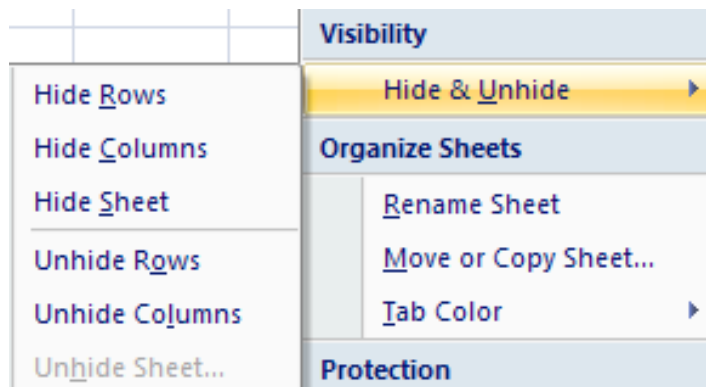 Visibility
Hide & Unhide
Hide Rows
Hide Columns
Hide Sheet
Unhide Rows
Unhide Columns
Unhide Sheet...
Organize Sheets
Rename Sheet
Move or Copy Sheet...
Tab Color
Protection